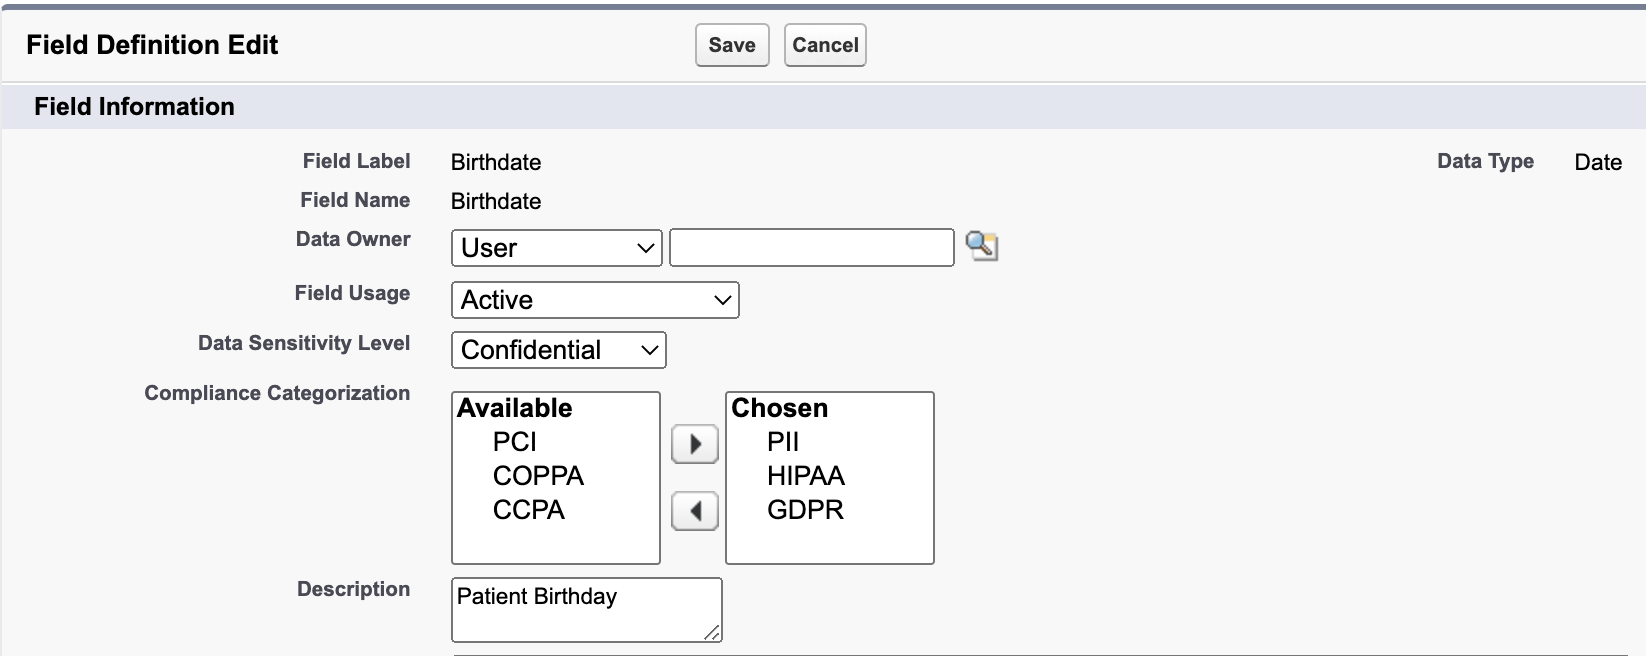 Field Definition Edit Save Cancel
Field Information
Field Label Birthdate Data Type Date
Field Name Birthdate
Data Owner User
Field Usage Active
Data Sensitivity Level Confidential
Compliance Categorization Available Chosen
PCI PII
COPPA HIPAA
CCPA GDPR
Description Patient Birthday